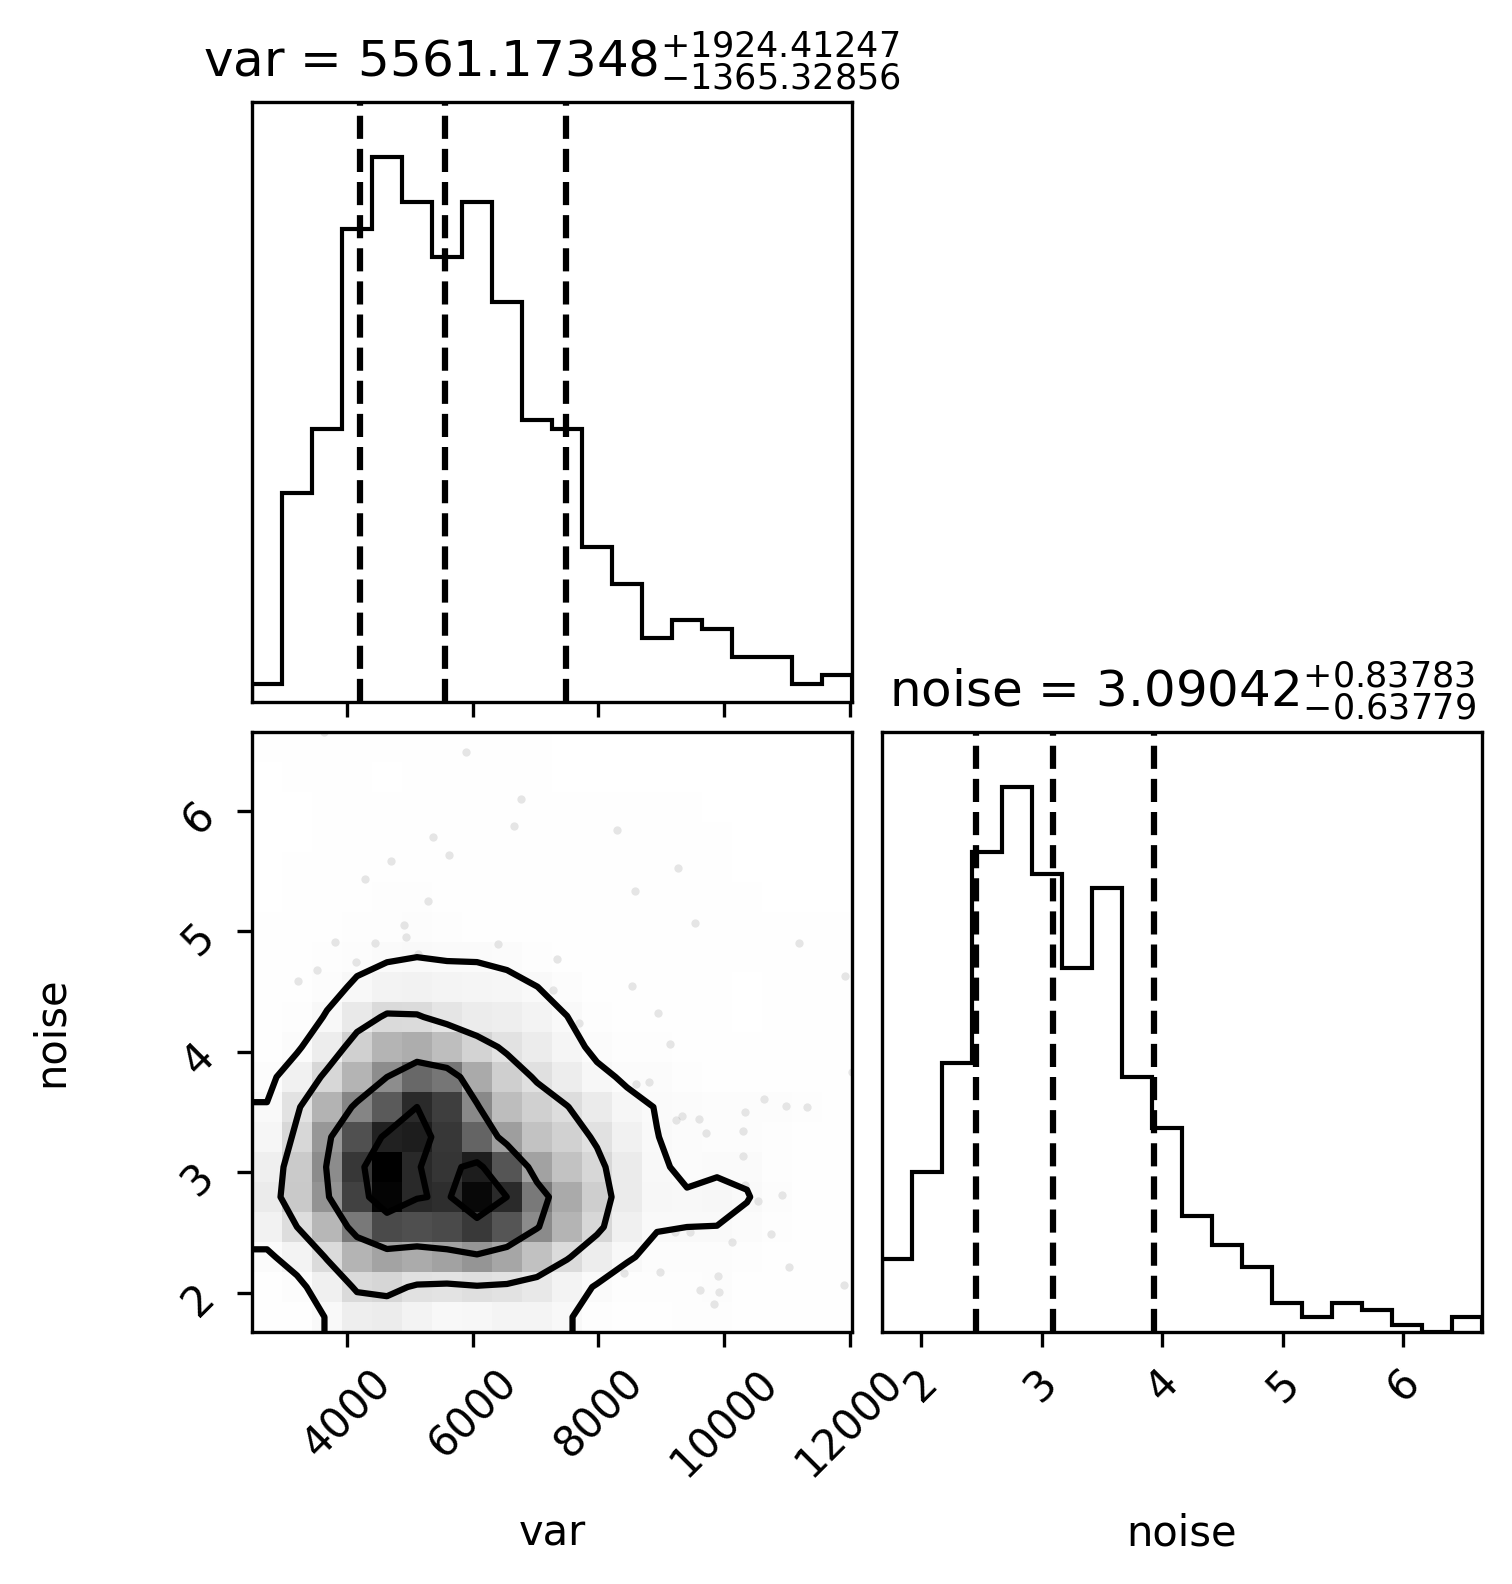 var = 5561.17348+1924.41247−1365.32856
noise = 3.09042+0.83783−0.63779
6
5
4
3
2
noise
4000 6000 8000 10000 12000
2 3 4 5 6
var
noise